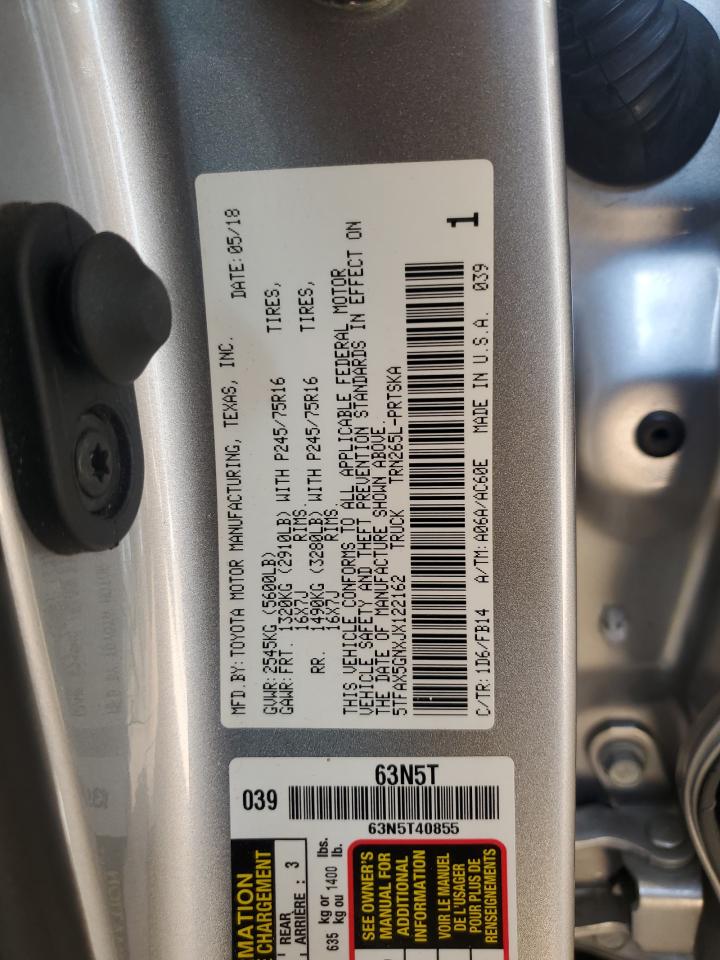 MFD.BY:TOYOTA MOTOR MANUFACTURING, TEXAS, INC.
DATE:05/18
GVWR:2545KG (5600LB)
GAWR:FRT. 1320KG (2910LB) WITH P245/75R16 TIRES,
16X7J RIMS.
RR. 1490KG (3280LB) WITH P245/75R16 TIRES,
16X7J RIMS.
THIS VEHICLE CONFORMS TO ALL APPLICABLE FEDERAL MOTOR
VEHICLE SAFETY AND THEFT PREVENTION STANDARDS IN EFFECT ON
THE DATE OF MANUFACTURE SHOWN ABOVE.
5TFAX5GNXJX122162 TRUCK TRN265L-PRTSKA
1
C/TR:1D6/FB14 A/TM:A06A/AC60E MADE IN U.S.A. 039
63N5T
039
63N5T40855
REAR
ARRIÈRE : 3
635 kg or 1400 lbs.
kg ou lb.
CHARGEMENT
SEE OWNER'S
MANUAL FOR
ADDITIONAL
INFORMATION
VOIR LE MANUEL
DE L'USAGER
POUR PLUS DE
RENSEIGNEMENTS